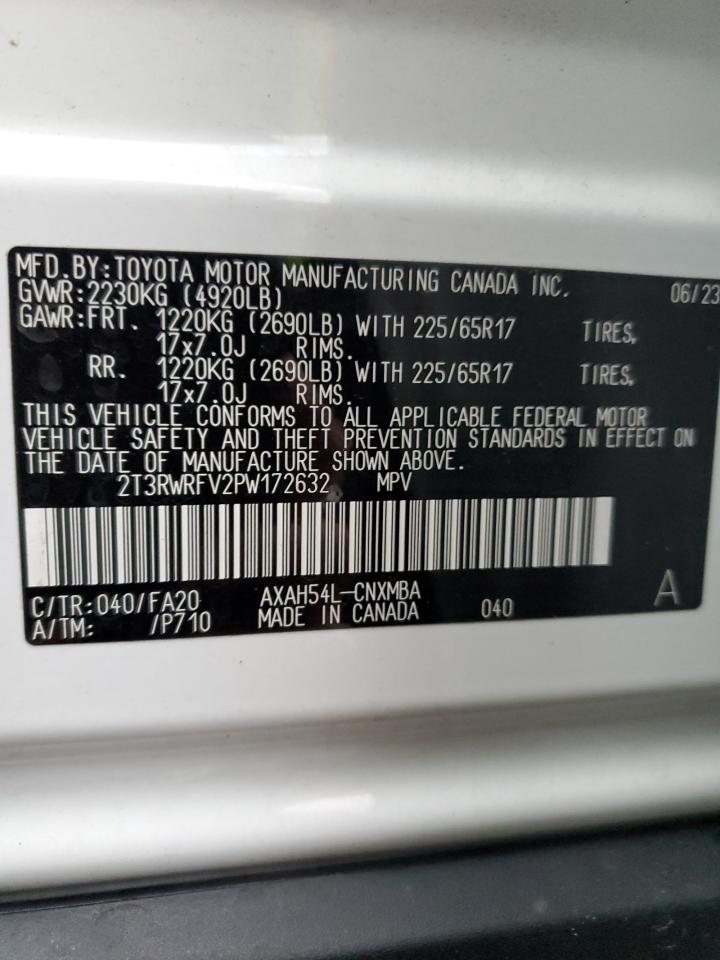 MFD.BY:TOYOTA MOTOR MANUFACTURING CANADA INC. 06/23
GVWR:2230KG (4920LB)
GAWR:FRT. 1220KG (2690LB) WITH 225/65R17 TIRES,
17x7.0J RIMS.
RR. 1220KG (2690LB) WITH 225/65R17 TIRES,
17x7.0J RIMS.
THIS VEHICLE CONFORMS TO ALL APPLICABLE FEDERAL MOTOR
VEHICLE SAFETY AND THEFT PREVENTION STANDARDS IN EFFECT ON
THE DATE OF MANUFACTURE SHOWN ABOVE.
2T3RWRFV2PW172632 MPV
C/TR:040/FA20 AXAH54L-CNXMBA A
A/TM: /P710 MADE IN CANADA 040